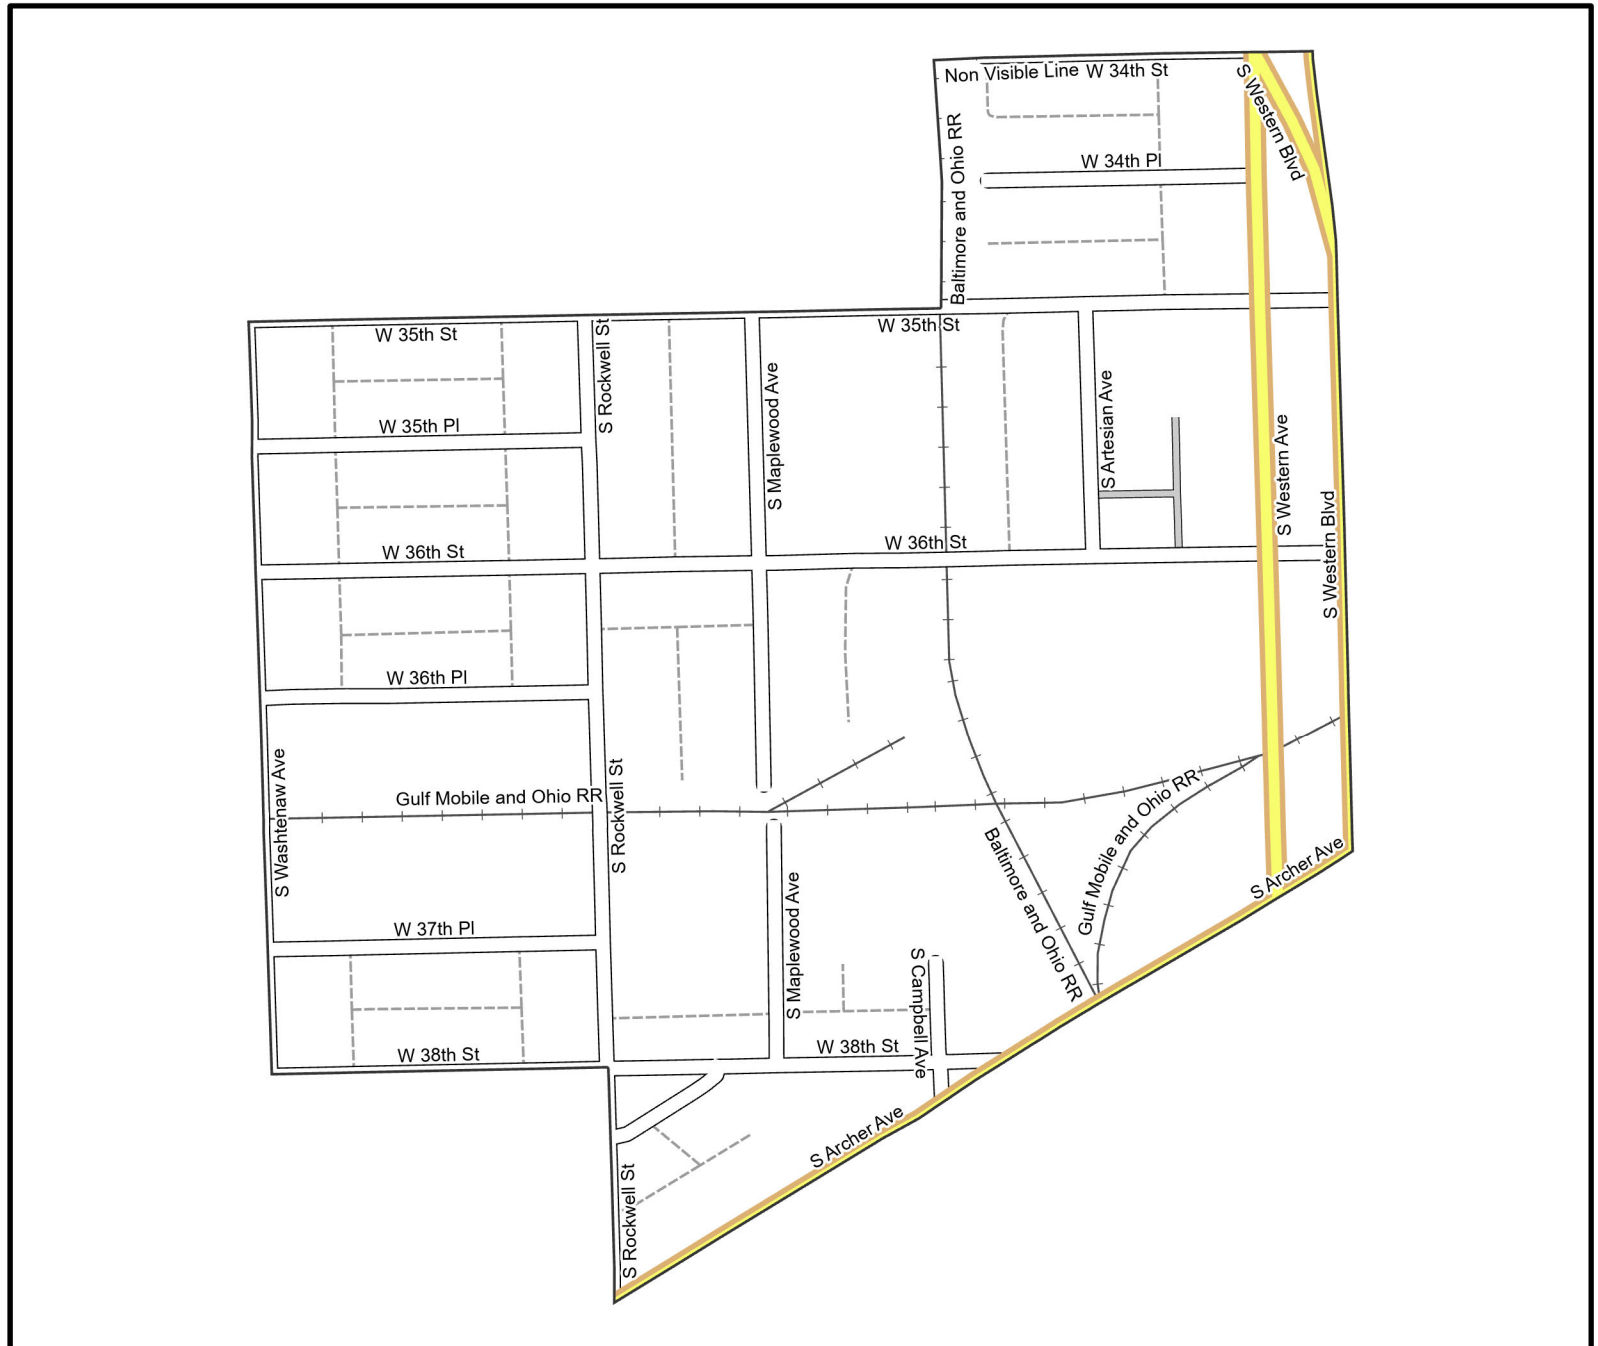 Non Visible Line
W 34th St
S Western Blvd
Baltimore and Ohio RR
W 34th Pl
W 35th St
S Rockwell St
W 35th St
S Maplewood Ave
S Artesian Ave
W 35th Pl
S Western Ave
S Western Blvd
W 36th St
W 36th St
W 36th Pl
S Washtenaw Ave
Gulf Mobile and Ohio RR
S Rockwell St
Gulf Mobile and Ohio RR
Baltimore and Ohio RR
S Archer Ave
S Maplewood Ave
W 37th Pl
S Campbell Ave
W 38th St
W 38th St
S Archer Ave
S Rockwell St